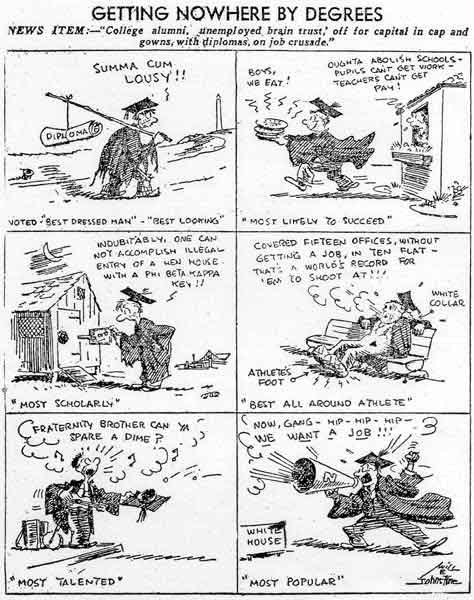 GETTING NOWHERE BY DEGREES
NEWS ITEM:—"College alumni, 'unemployed brain trust,' off for capital in cap and
gowns, with diplomas, on job crusade."
SUMMA CUM
LOUSY!!
DIPLOMA
VOTED - "BEST DRESSED MAN" - "BEST LOOKING"
BOYS,
WE EAT!
OUGHTA ABOLISH SCHOOLS -
PUPILS CAN'T GET WORK -
TEACHERS CAN'T GET
PAY!
"MOST LIKELY TO SUCCEED"
INDUBITABLY, ONE CAN
NOT ACCOMPLISH ILLEGAL
ENTRY OF A HEN HOUSE
WITH A PHI BETA KAPPA
KEY!!
"MOST SCHOLARLY"
COVERED FIFTEEN OFFICES, WITHOUT
GETTING A JOB, IN TEN FLAT -
THAT'S A WORLD'S RECORD FOR
'EM TO SHOOT AT!!!
WHITE
COLLAR
ATHLETE'S
FOOT
"BEST ALL AROUND ATHLETE"
FRATERNITY BROTHER CAN YA
SPARE A DIME?
"MOST TALENTED"
NOW, GANG - HIP - HIP - HIP -
WE WANT A JOB!!!
N
WHITE
HOUSE
"MOST POPULAR"
WILL
B
Johnstone